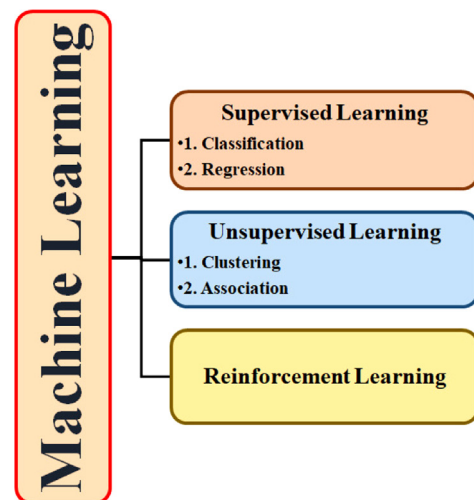 Machine Learning
Supervised Learning
•1. Classification
•2. Regression
Unsupervised Learning
•1. Clustering
•2. Association
Reinforcement Learning